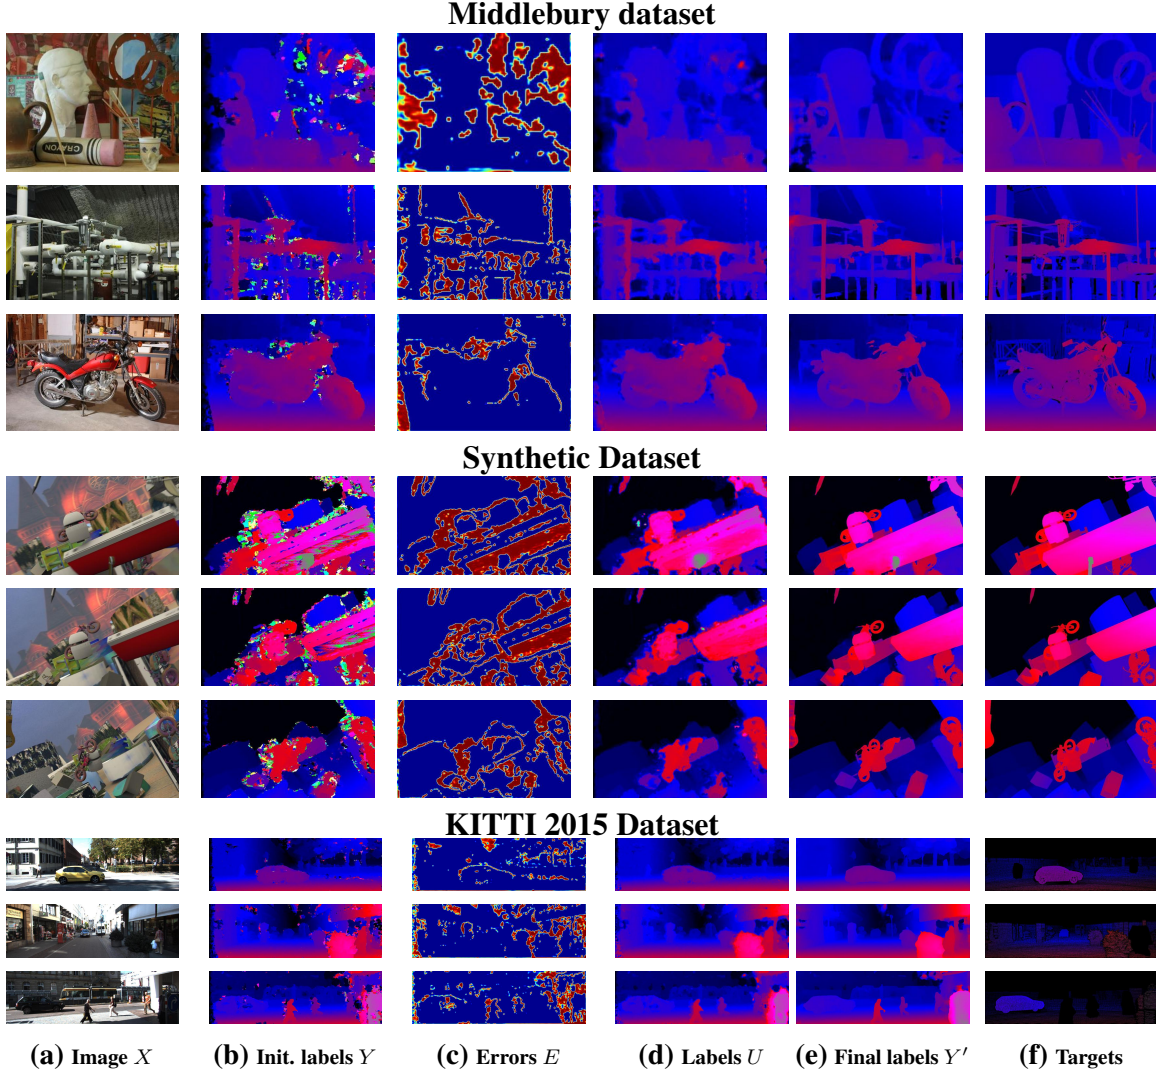 Middlebury dataset
CRAYON
Synthetic Dataset
KITTI 2015 Dataset
(a) Image X (b) Init. labels Y (c) Errors E (d) Labels U (e) Final labels Y′ (f) Targets